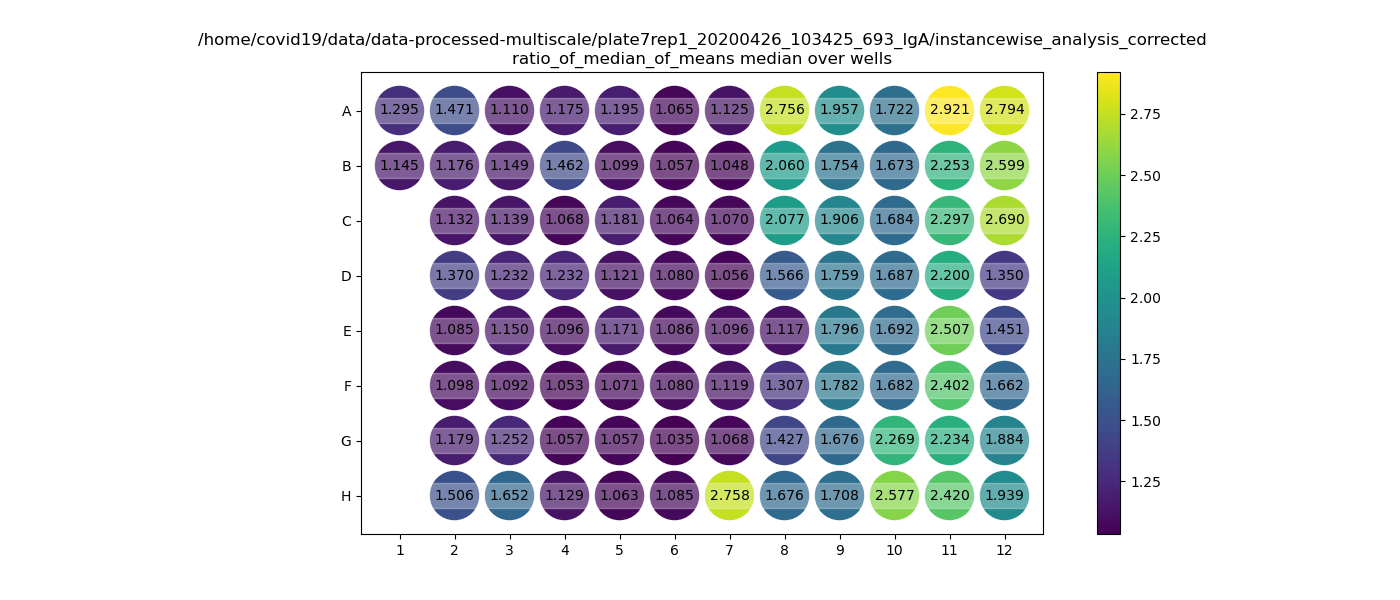 /home/covid19/data/data-processed-multiscale/plate7rep1_20200426_103425_693_IgA/instancewise_analysis_corrected
ratio_of_median_of_means median over wells
A 1.295 1.471 1.110 1.175 1.195 1.065 1.125 2.756 1.957 1.722 2.921 2.794
B 1.145 1.176 1.149 1.462 1.099 1.057 1.048 2.060 1.754 1.673 2.253 2.599
C 1.132 1.139 1.068 1.181 1.064 1.070 2.077 1.906 1.684 2.297 2.690
D 1.370 1.232 1.232 1.121 1.080 1.056 1.566 1.759 1.687 2.200 1.350
E 1.085 1.150 1.096 1.171 1.086 1.096 1.117 1.796 1.692 2.507 1.451
F 1.098 1.092 1.053 1.071 1.080 1.119 1.307 1.782 1.682 2.402 1.662
G 1.179 1.252 1.057 1.057 1.035 1.068 1.427 1.676 2.269 2.234 1.884
H 1.506 1.652 1.129 1.063 1.085 2.758 1.676 1.708 2.577 2.420 1.939
1 2 3 4 5 6 7 8 9 10 11 12
2.75
2.50
2.25
2.00
1.75
1.50
1.25